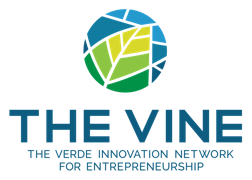 THE VINE
THE VERDE INNOVATION NETWORK
FOR ENTREPRENEURSHIP